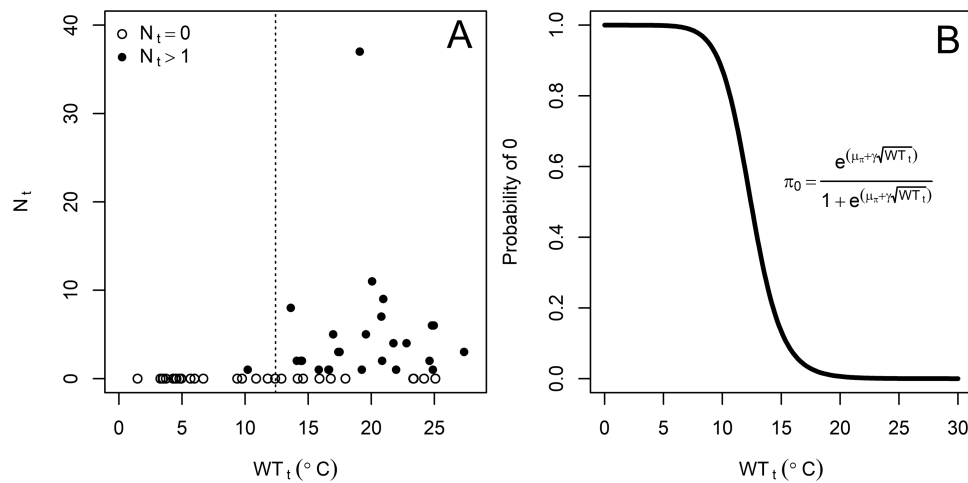 A
N_t = 0
N_t > 1
40
30
20
10
0
N_t
0 5 10 15 20 25
WT_t (° C)
B
1.0
0.8
0.6
0.4
0.2
0.0
Probability of 0
π_0 = e^(μ_π+γ√WT_t) / 1 + e^(μ_π+γ√WT_t)
0 5 10 15 20 25 30
WT_t (° C)